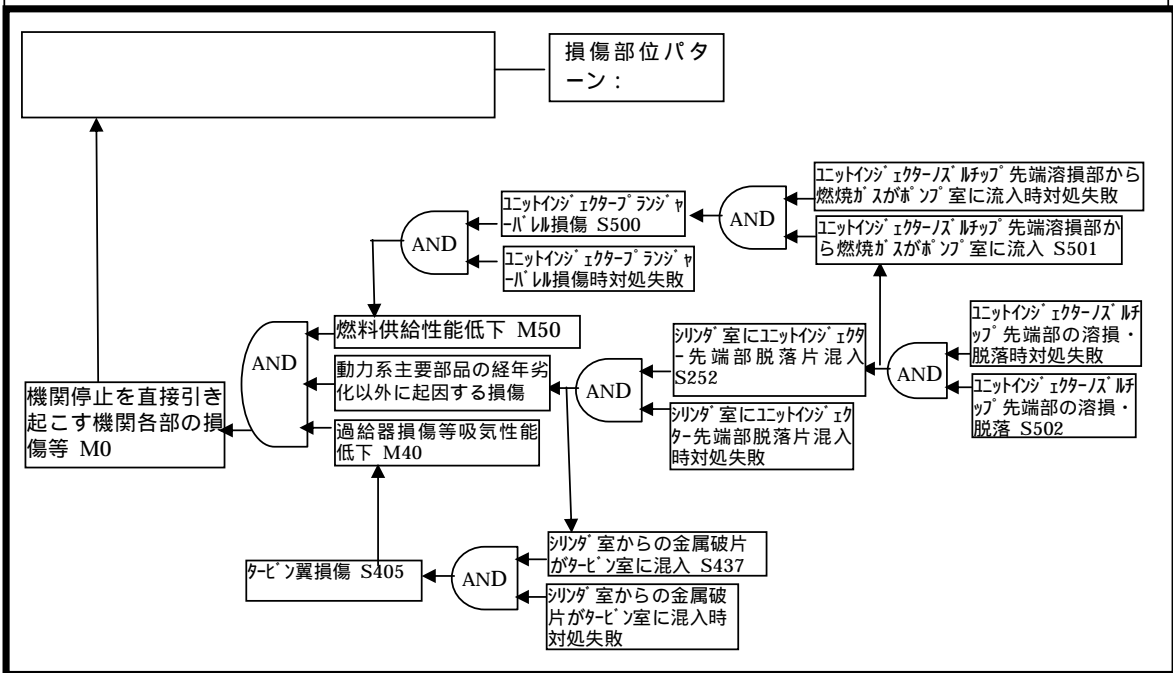 損傷部位パタ
ーン：
ﾕﾆｯﾄｲﾝｼﾞｪｸﾀｰﾉｽﾞﾙﾁｯﾌﾟ先端溶損部から
燃焼ｶﾞｽがﾎﾟﾝﾌﾟ室に流入時対処失敗
ﾕﾆｯﾄｲﾝｼﾞｪｸﾀｰﾉｽﾞﾙﾁｯﾌﾟ先端溶損部か
ら燃焼ｶﾞｽがﾎﾟﾝﾌﾟ室に流入 S501
AND
ﾕﾆｯﾄｲﾝｼﾞｪｸﾀｰﾌﾟﾗﾝｼﾞｬ
ｰﾊﾞﾚﾙ損傷 S500
AND
ﾕﾆｯﾄｲﾝｼﾞｪｸﾀｰﾌﾟﾗﾝｼﾞｬ
ｰﾊﾞﾚﾙ損傷時対処失敗
ﾕﾆｯﾄｲﾝｼﾞｪｸﾀｰﾉｽﾞﾙﾁ
ｯﾌﾟ先端部の溶損・
脱落時対処失敗
ﾕﾆｯﾄｲﾝｼﾞｪｸﾀｰﾉｽﾞﾙﾁ
ｯﾌﾟ先端部の溶損・
脱落 S502
AND
ｼﾘﾝﾀﾞ室にﾕﾆｯﾄｲﾝｼﾞｪｸﾀ
ｰ先端部脱落片混入
S252
AND
ｼﾘﾝﾀﾞ室にﾕﾆｯﾄｲﾝｼﾞｪｸ
ﾀｰ先端部脱落片混入
時対処失敗
燃料供給性能低下 M50
AND
動力系主要部品の経年劣
化以外に起因する損傷
過給器損傷等吸気性能
低下 M40
機関停止を直接引き
起こす機関各部の損
傷等 M0
ｼﾘﾝﾀﾞ室からの金属破片
がﾀｰﾋﾞﾝ室に混入 S437
ﾀｰﾋﾞﾝ翼損傷 S405
AND
ｼﾘﾝﾀﾞ室からの金属破
片がﾀｰﾋﾞﾝ室に混入時
対処失敗